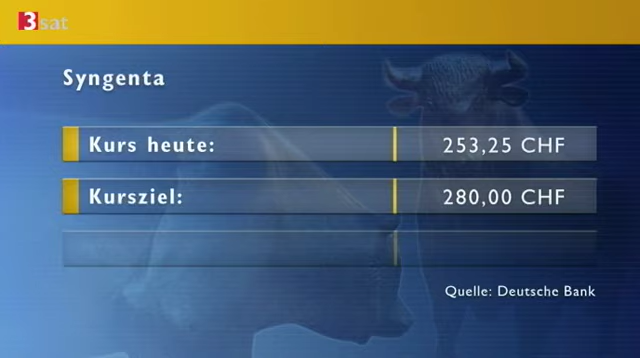 3sat
Syngenta
Kurs heute: 253,25 CHF
Kursziel: 280,00 CHF
Quelle: Deutsche Bank